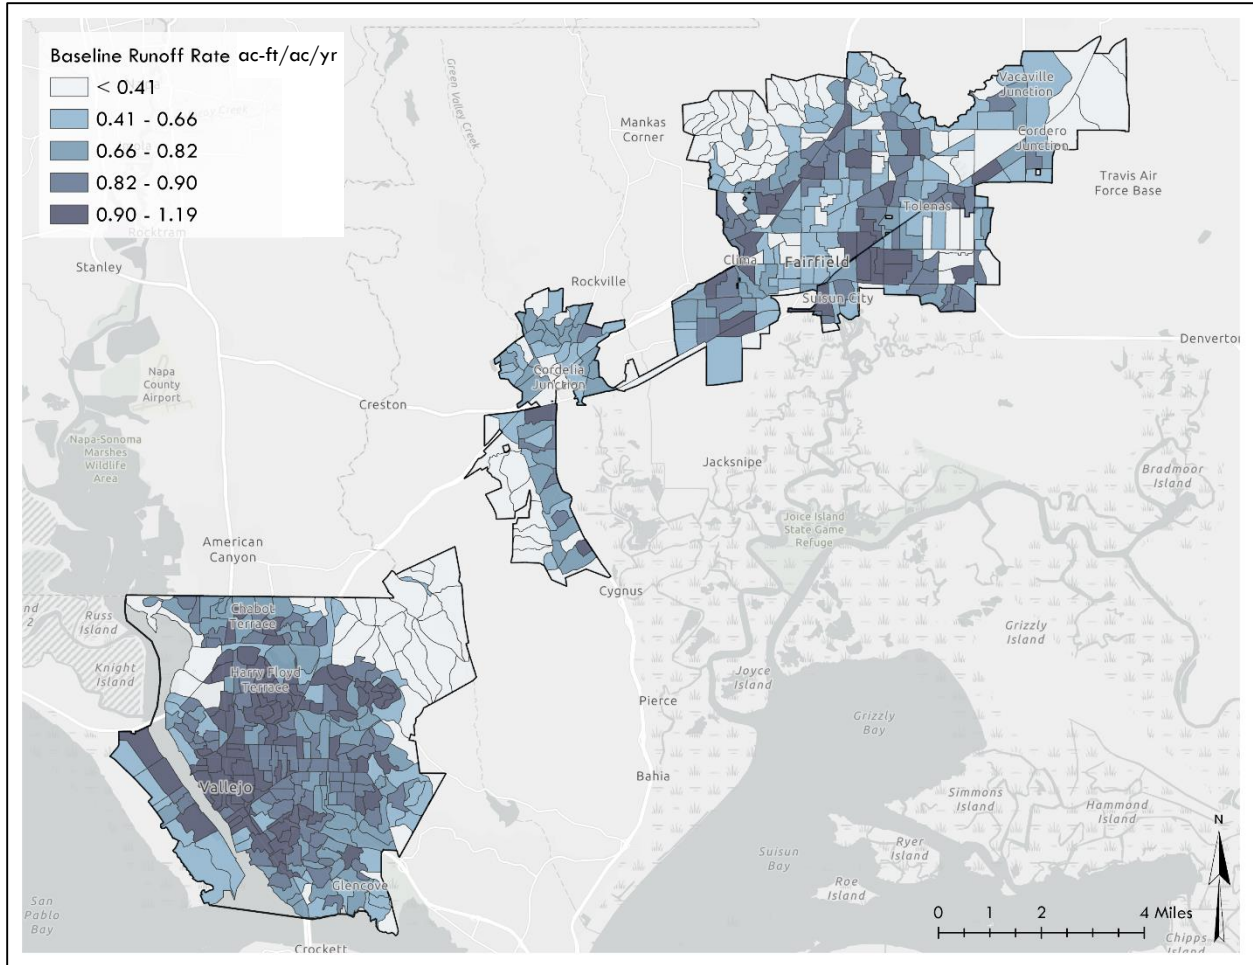 Baseline Runoff Rate ac-ft/ac/yr
< 0.41
0.41 - 0.66
0.66 - 0.82
0.82 - 0.90
0.90 - 1.19
Green Valley Creek
Mankas
Corner
Vacaville
Junction
Cordero
Junction
Travis Air
Force Base
Tolenas
Rocktram
Stanley
Rockville
Clima
Fairfield
Suisun City
Denverton
Napa
County
Airport
Cordelia
Junction
Creston
Napa-Sonoma
Marshes
Wildlife
Area
Jacksnipe
Bradmoor
Island
Joice Island
State Game
Refuge
American
Canyon
Cygnus
Russ
Island
Chabot
Terrace
Grizzly
Island
Knight
Island
Harry Floyd
Terrace
Joyce
Island
Pierce
Grizzly
Bay
Bahia
Vallejo
Simmons
Island
Hammond
Island
N
Ryer
Island
Suisun
Bay
Roe
Island
Glencove
San
Pablo
Bay
0 1 2 4 Miles
Crockett
Chipps
Island